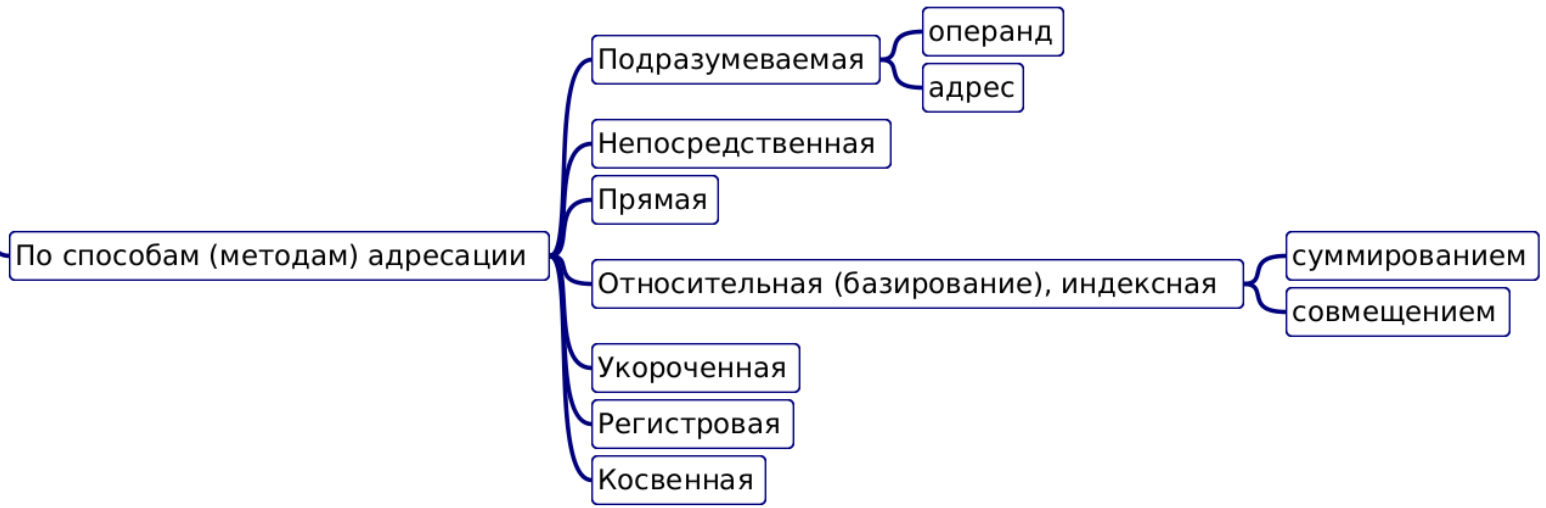 По способам (методам) адресации
Подразумеваемая
операнд
адрес
Непосредственная
Прямая
Относительная (базирование), индексная
суммированием
совмещением
Укороченная
Регистровая
Косвенная